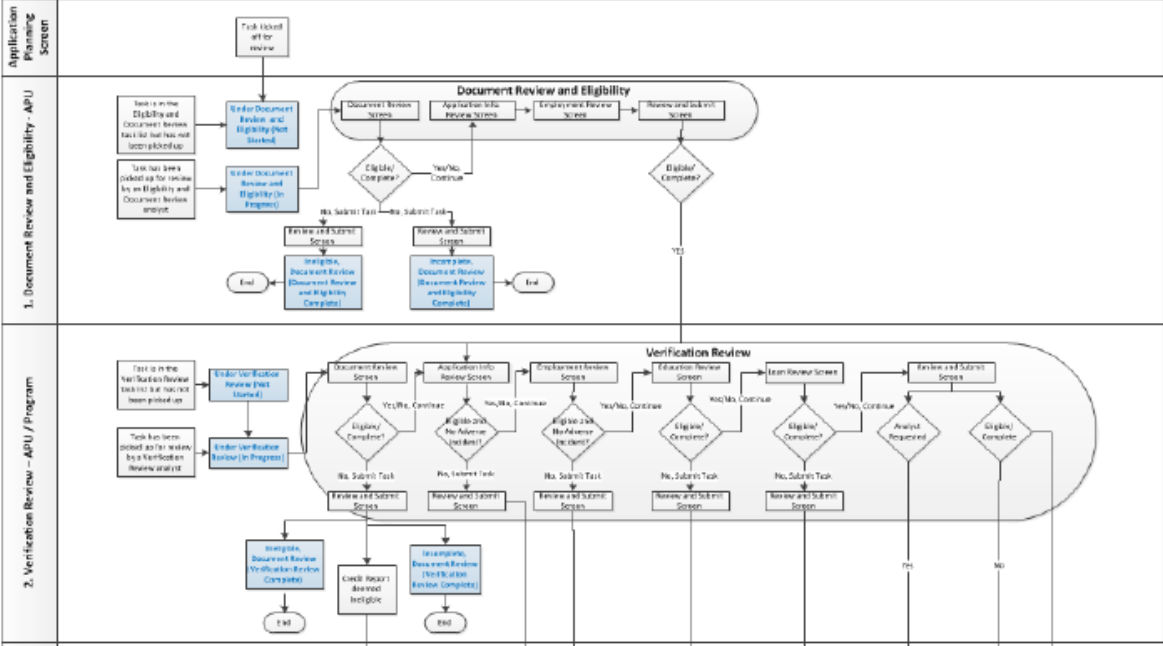 Application
Planning
Screen
Task kicked
off for
review
1. Document Review and Eligibility - APU
Document Review and Eligibility
Task is in the
Eligibility and
Document Review
task list but has not
been picked up
Under Document
Review and
Eligibility (Not
Started)
Document Review
Screen
Application Info
Review Screen
Employment Review
Screen
Review and Submit
Screen
Task has been
picked up for review
by an Eligibility and
Document Review
analyst
Under Document
Review and
Eligibility (In
Progress)
Eligible/
Complete?
Yes/No,
Continue
Eligible/
Complete?
No, Submit Task
No, Submit Task
Review and Submit
Screen
Review and Submit
Screen
YES
End
Ineligible,
Document Review
(Document Review
and Eligibility
Complete)
Incomplete,
Document Review
(Document Review
and Eligibility
Complete)
End
2. Verification Review – APU / Program
Verification Review
Task is in the
Verification Review
task list but has not
been picked up
Under Verification
Review (Not
Started)
Document Review
Screen
Application Info
Review Screen
Employment Review
Screen
Education Review
Screen
Loan Review Screen
Review and Submit
Screen
Yes/No, Continue
Yes/No, Continue
Yes/No, Continue
Yes/No, Continue
Yes/No, Continue
Task has been
picked up for review
by a Verification
Review analyst
Under Verification
Review (In Progress)
Eligible/
Complete?
Eligible and
No Adverse
Incident?
Eligible and
No Adverse
Incident?
Eligible/
Complete?
Eligible/
Complete?
Analyst
Requested
Eligible/
Complete
No, Submit Task
No, Submit Task
No, Submit Task
No, Submit Task
No, Submit Task
Review and Submit
Screen
Review and Submit
Screen
Review and Submit
Screen
Review and Submit
Screen
Review and Submit
Screen
Ineligible,
Document Review
(Verification Review
Complete)
Credit Report
deemed
Ineligible
Incomplete,
Document Review
(Verification
Review Complete)
Yes
No
End
End